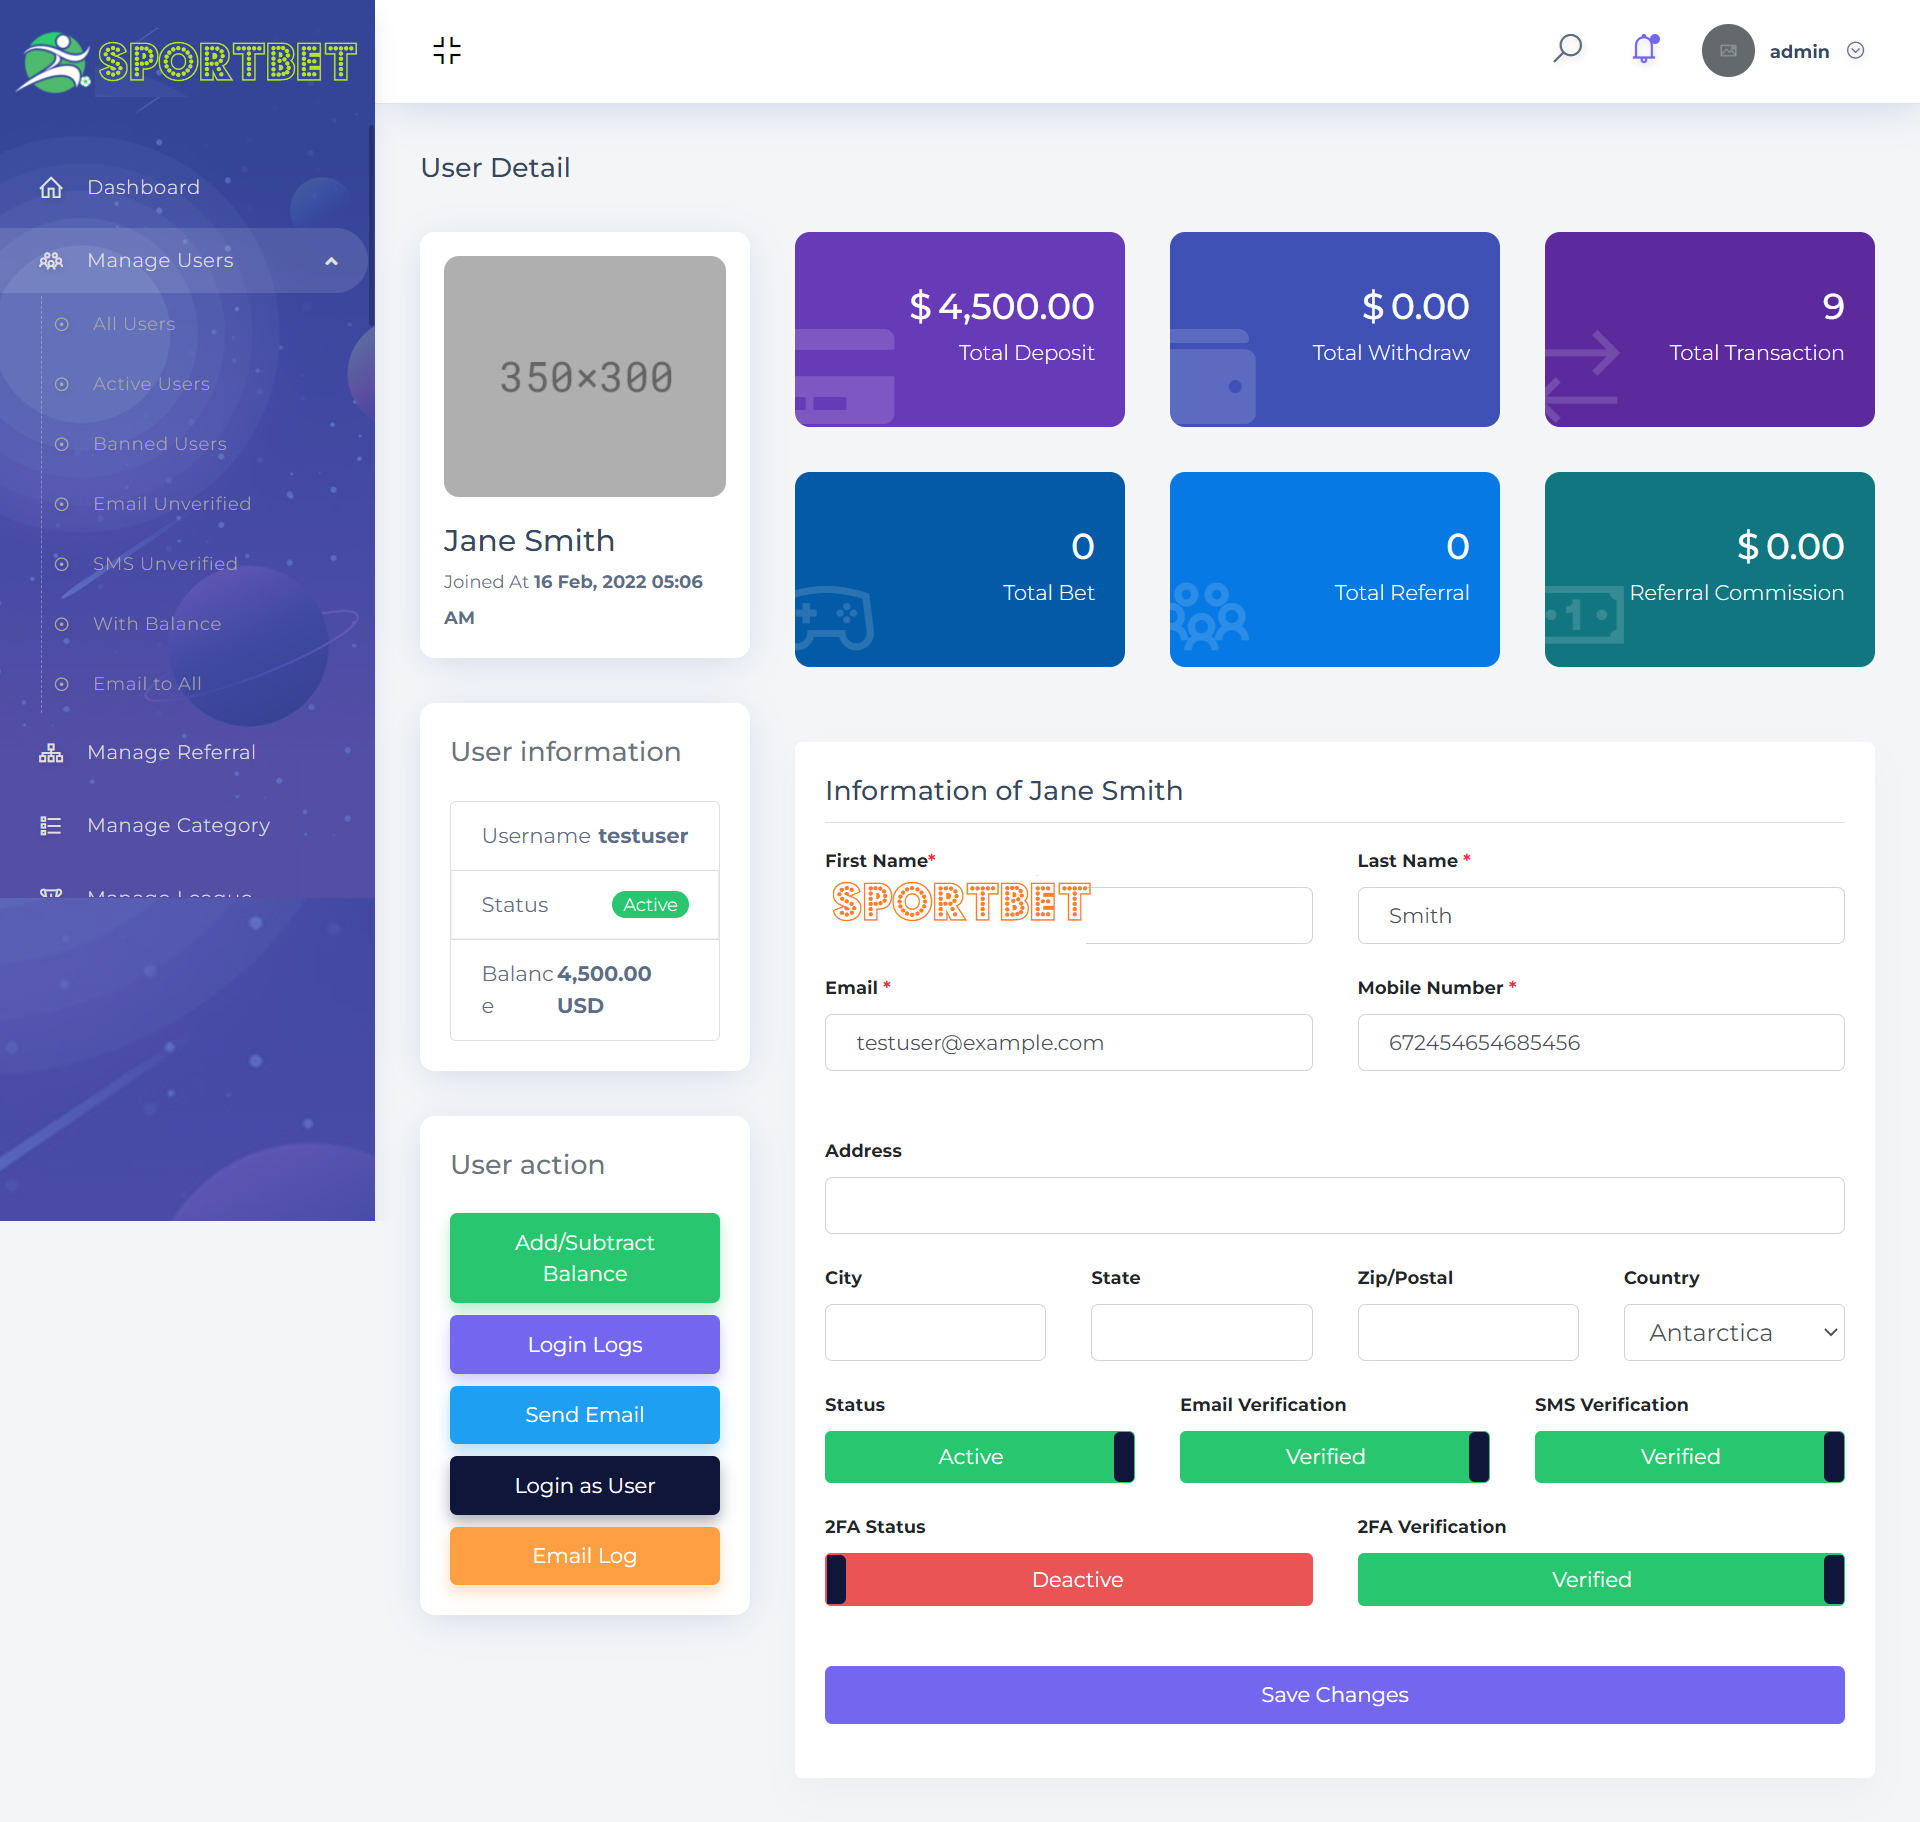 SPORTBET
admin
Dashboard
Manage Users
All Users
Active Users
Banned Users
Email Unverified
SMS Unverified
With Balance
Email to All
Manage Referral
Manage Category
Manage League
User Detail
350×300
Jane Smith
Joined At 16 Feb, 2022 05:06
AM
$ 4,500.00
Total Deposit
$ 0.00
Total Withdraw
9
Total Transaction
0
Total Bet
0
Total Referral
1
$ 0.00
Referral Commission
User information
Username testuser
Status Active
Balanc 4,500.00
e USD
User action
Add/Subtract
Balance
Login Logs
Send Email
Login as User
Email Log
Information of Jane Smith
First Name*
SPORTBET
Last Name *
Smith
Email *
testuser@example.com
Mobile Number *
672454654685456
Address
City
State
Zip/Postal
Country
Antarctica
Status
Active
Email Verification
Verified
SMS Verification
Verified
2FA Status
Deactive
2FA Verification
Verified
Save Changes